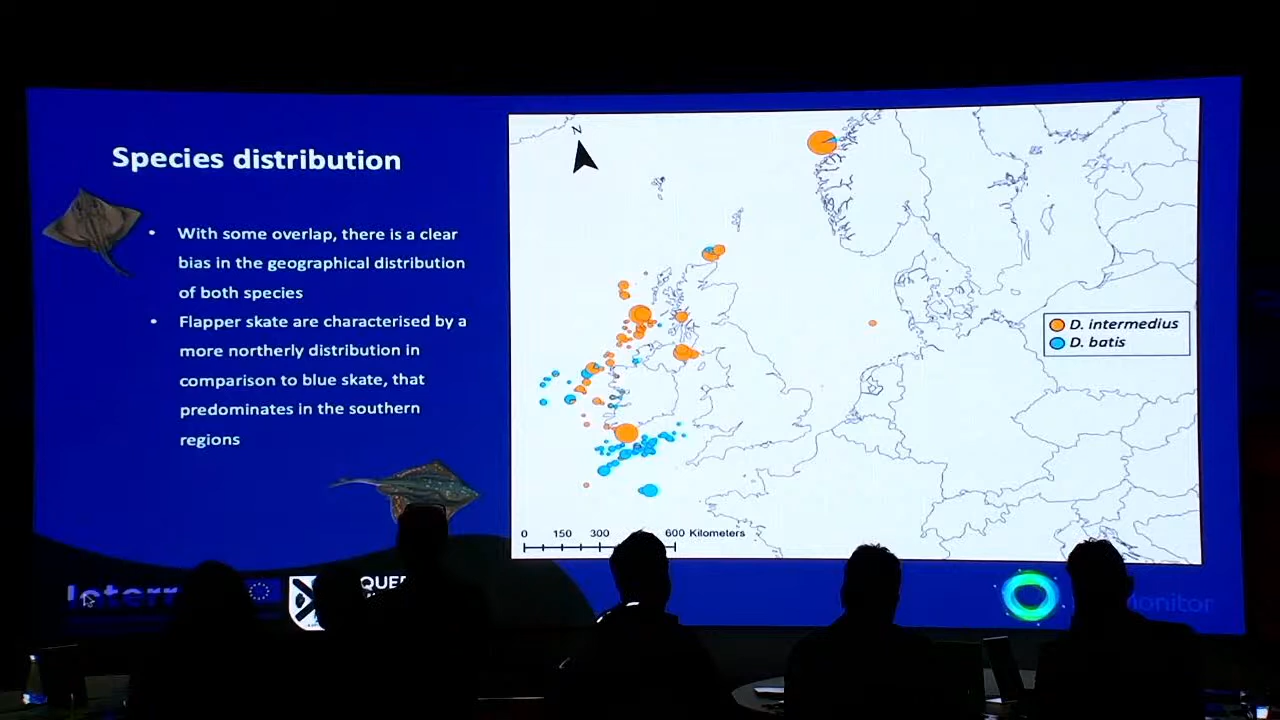 Species distribution
• With some overlap, there is a clear
bias in the geographical distribution
of both species
• Flapper skate are characterised by a
more northerly distribution in
comparison to blue skate, that
predominates in the southern
regions
N
D. intermedius
D. batis
0 150 300 600 Kilometers